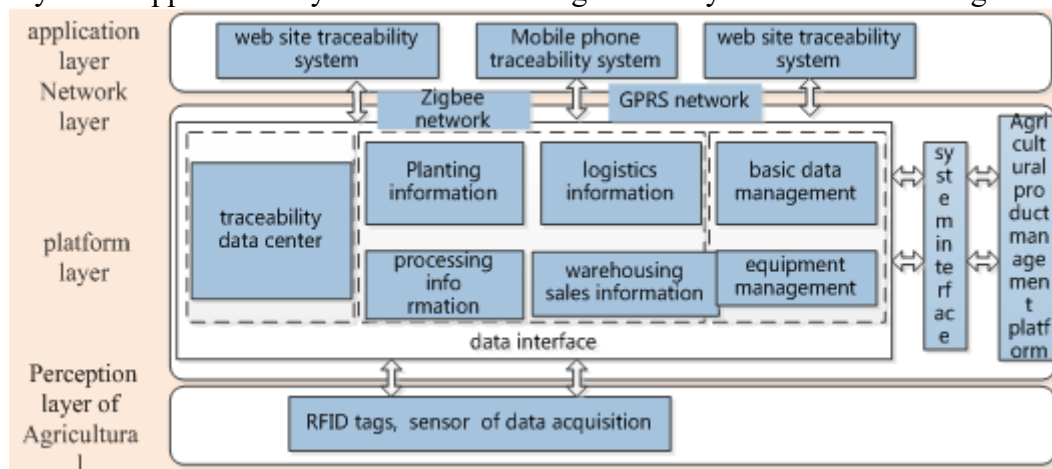 application
layer
Network
layer
platform
layer
Perception
layer of
Agricultura
web site traceability
system
Mobile phone
traceability system
web site traceability
system
Zigbee
network
GPRS network
traceability
data center
Planting
information
logistics
information
basic data
management
processing
info
rmation
warehousing
sales information
equipment
management
data interface
sy
st
e m
in
te
rf
ac
e
Agri
cult
ural
pro
duct
man
age
men
t
platf
orm
RFID tags, sensor of data acquisition